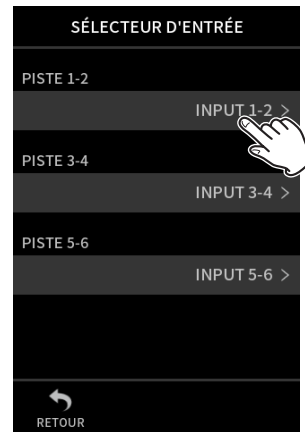 SÉLECTEUR D'ENTRÉE
PISTE 1-2
INPUT 1-2 >
PISTE 3-4
INPUT 3-4 >
PISTE 5-6
INPUT 5-6 >
RETOUR